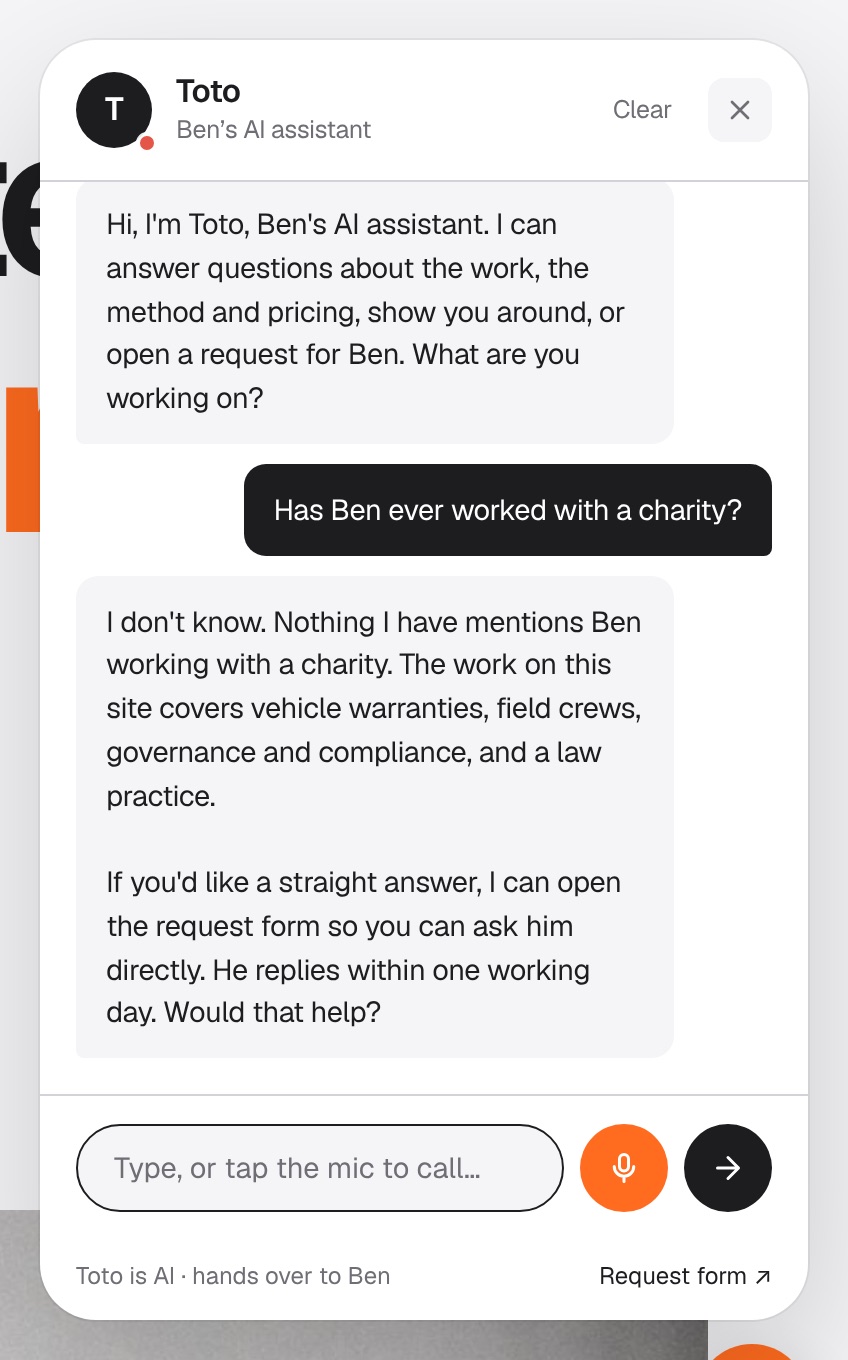 T
Toto
Ben’s AI assistant
Clear
te
Hi, I'm Toto, Ben's AI assistant. I can
answer questions about the work, the
method and pricing, show you around, or
open a request for Ben. What are you
working on?
Has Ben ever worked with a charity?
I don't know. Nothing I have mentions Ben
working with a charity. The work on this
site covers vehicle warranties, field crews,
governance and compliance, and a law
practice.
If you'd like a straight answer, I can open
the request form so you can ask him
directly. He replies within one working
day. Would that help?
Type, or tap the mic to call...
Toto is AI · hands over to Ben
Request form ↗